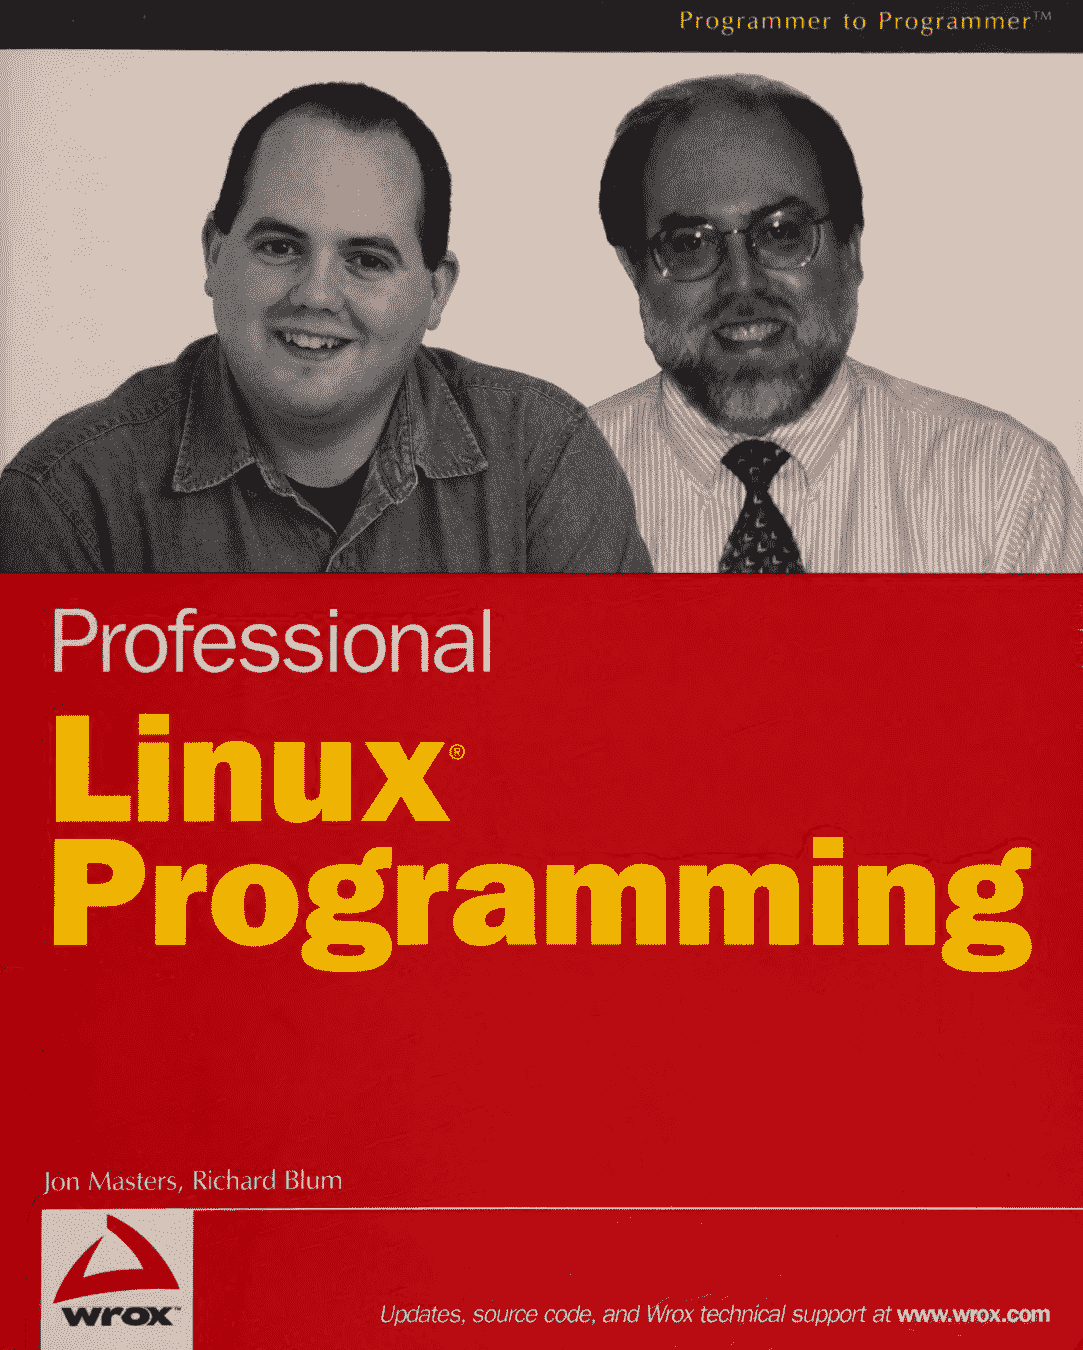 Programmer to Programmer™
Professional
Linux®
Programming
Jon Masters, Richard Blum
wrox™
Updates, source code, and Wrox technical support at www.wrox.com